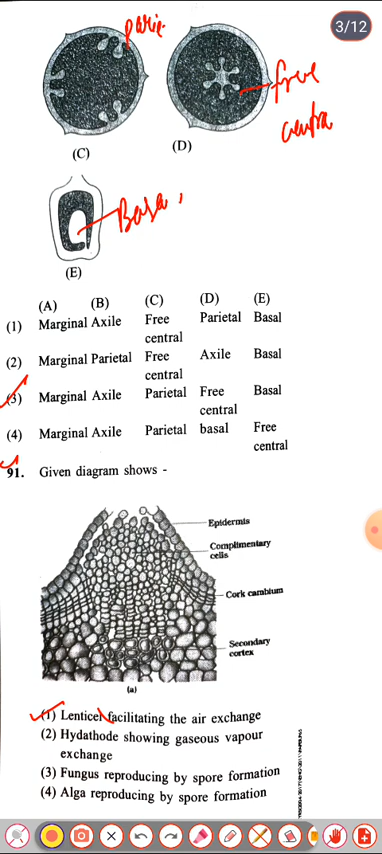 3/12
parie
free
centra
(C)
(D)
Basa
(E)
(A) (B) (C) (D) (E)
(1) Marginal Axile Free central Parietal Basal
(2) Marginal Parietal Free central Axile Basal
(3) Marginal Axile Parietal Free central Basal
(4) Marginal Axile Parietal basal Free central
91. Given diagram shows -
Epidermis
Complimentary
cells
Cork cambium
Secondary
cortex
(a)
(1) Lenticel facilitating the air exchange
(2) Hydathode showing gaseous vapour
exchange
(3) Fungus reproducing by spore formation
(4) Alga reproducing by spore formation